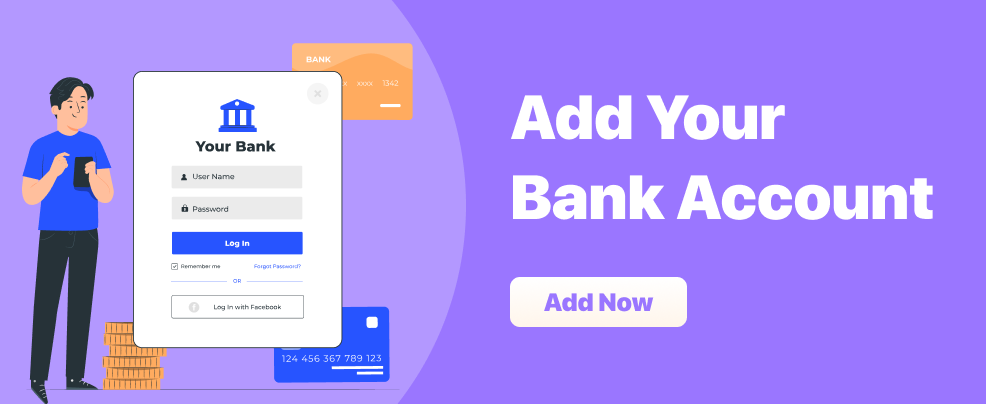 BANK
xxxx 1342
Your Bank
User Name
Password
Log In
Remember me Forgot Password?
OR
f Log In with Facebook
124 456 367 789 123
Add Your
Bank Account
Add Now